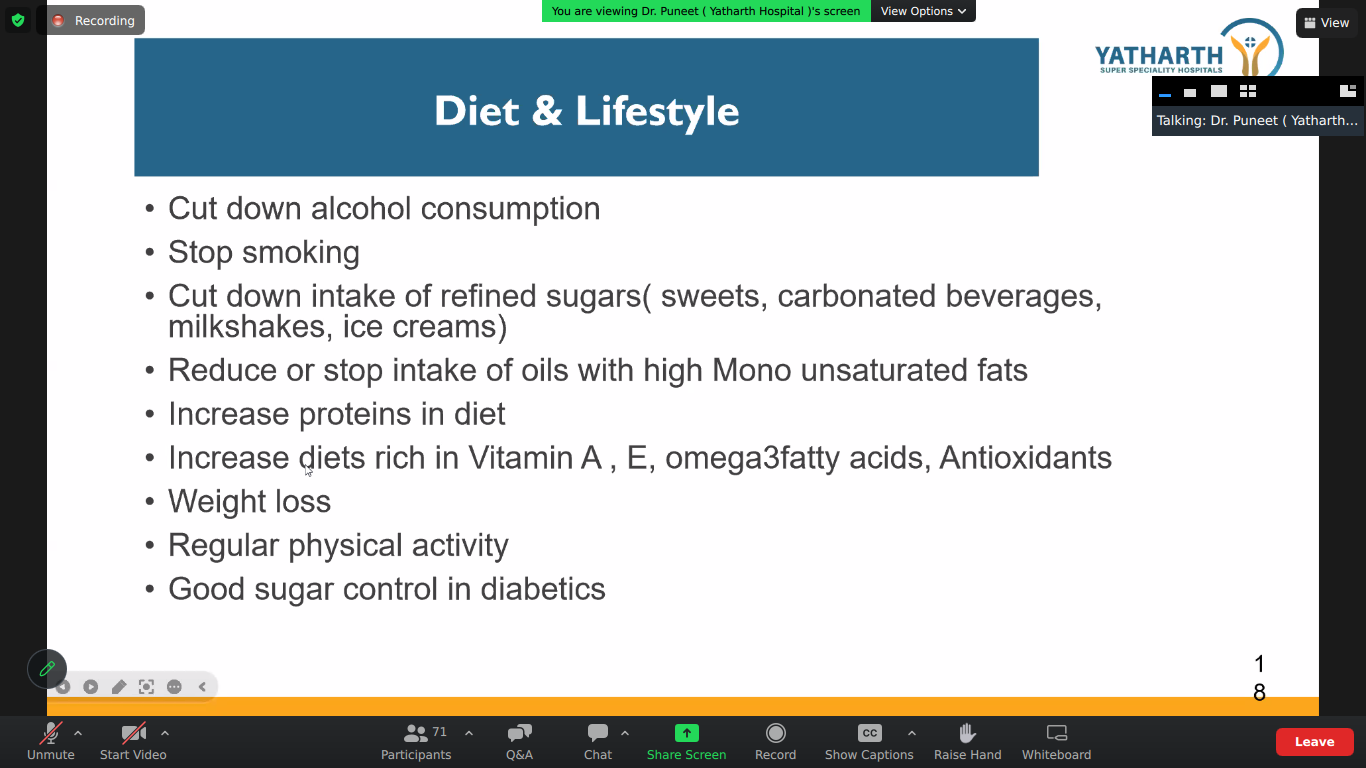 Recording
You are viewing Dr. Puneet ( Yatharth Hospital )'s screen
View Options
View
YATHARTH
SUPER SPECIALITY HOSPITALS
Talking: Dr. Puneet ( Yatharth...
Diet & Lifestyle
• Cut down alcohol consumption
• Stop smoking
• Cut down intake of refined sugars( sweets, carbonated beverages,
milkshakes, ice creams)
• Reduce or stop intake of oils with high Mono unsaturated fats
• Increase proteins in diet
• Increase diets rich in Vitamin A , E, omega3fatty acids, Antioxidants
• Weight loss
• Regular physical activity
• Good sugar control in diabetics
1
8
Unmute
Start Video
71
Participants
Q&A
Chat
Share Screen
Record
CC
Show Captions
Raise Hand
Whiteboard
Leave